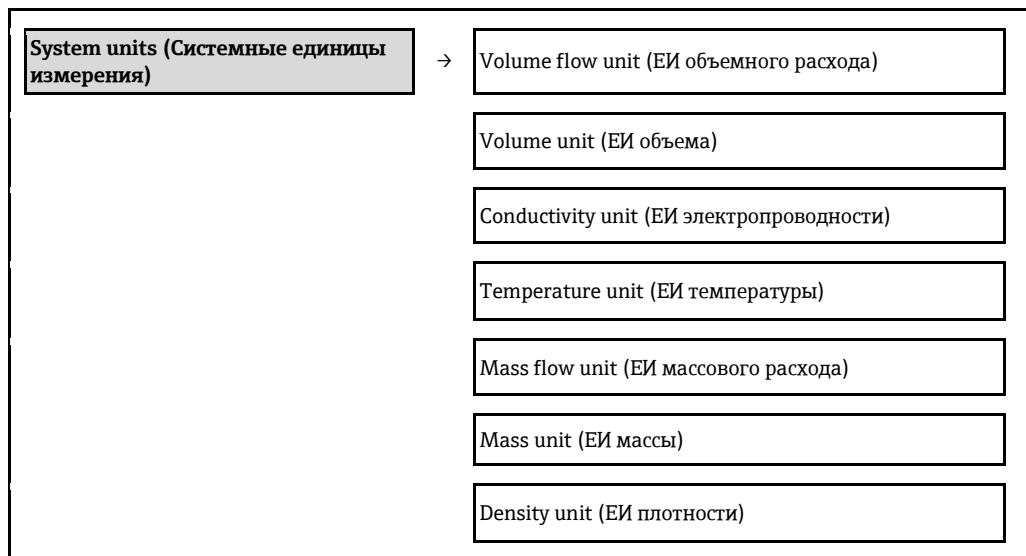 System units (Системные единицы
измерения)
→
Volume flow unit (ЕИ объемного расхода)
Volume unit (ЕИ объема)
Conductivity unit (ЕИ электропроводности)
Temperature unit (ЕИ температуры)
Mass flow unit (ЕИ массового расхода)
Mass unit (ЕИ массы)
Density unit (ЕИ плотности)